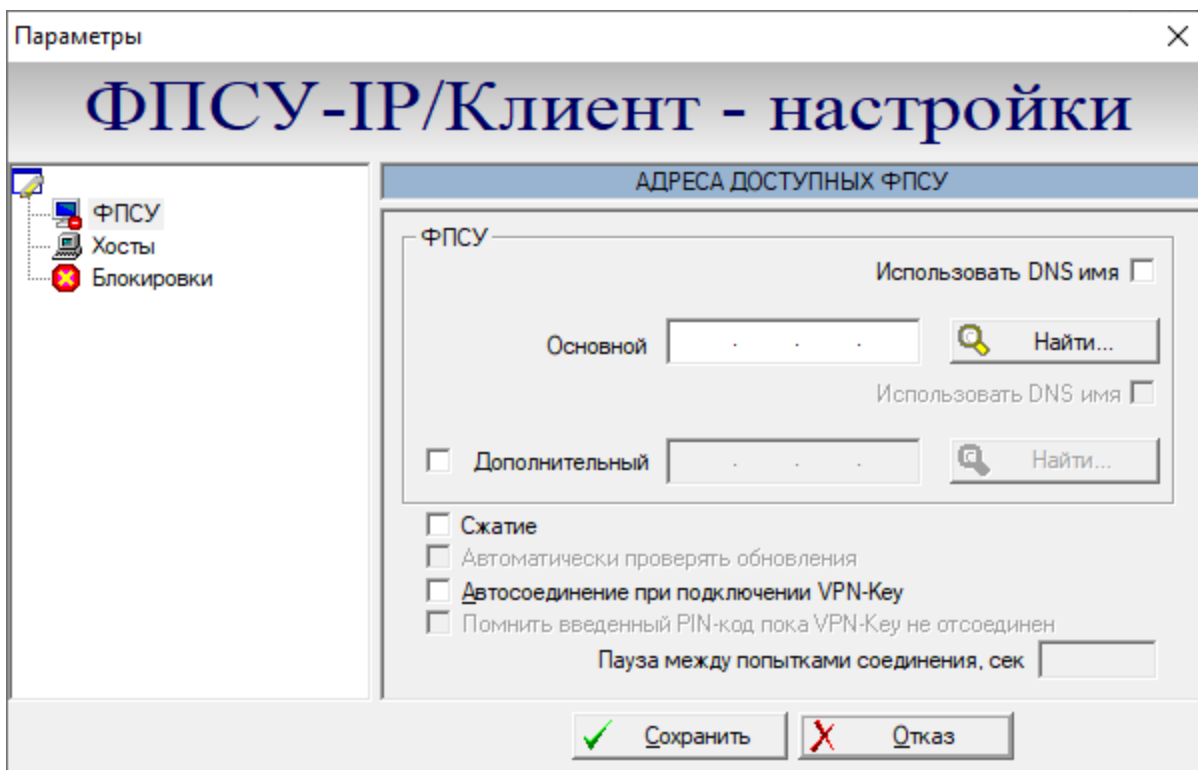 Параметры
ФПСУ-IP/Клиент - настройки
ФПСУ
Хосты
Блокировки
АДРЕСА ДОСТУПНЫХ ФПСУ
ФПСУ
Использовать DNS имя
Основной . . . Найти...
Использовать DNS имя
Дополнительный . . . Найти...
Сжатие
Автоматически проверять обновления
Автосоединение при подключении VPN-Key
Помнить введенный PIN-код пока VPN-Key не отсоединен
Пауза между попытками соединения, сек
Сохранить Отказ